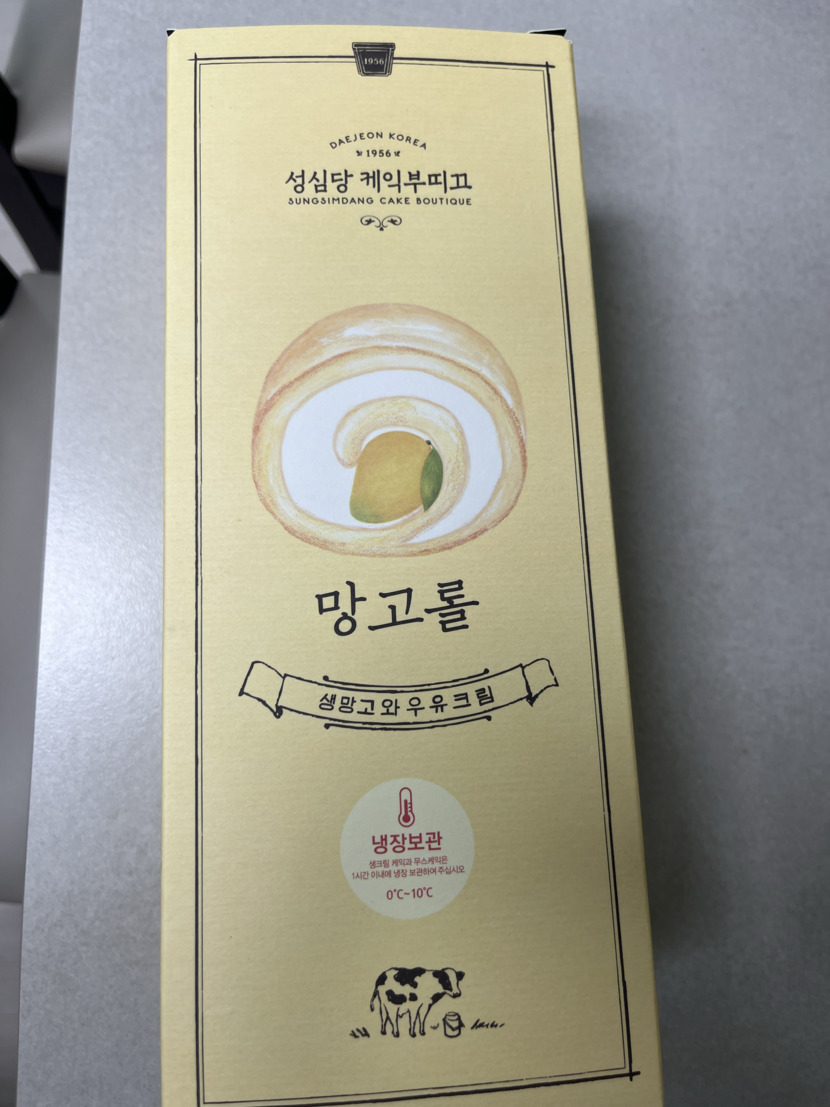 1956
DAEJEON KOREA
1956
성심당 케익부띠끄
SUNGSIMDANG CAKE BOUTIQUE
망고롤
생망고와우유크림
냉장보관
생크림 케익과 무스케익은
1시간 이내에 냉장 보관하여 주십시오
0℃~10℃